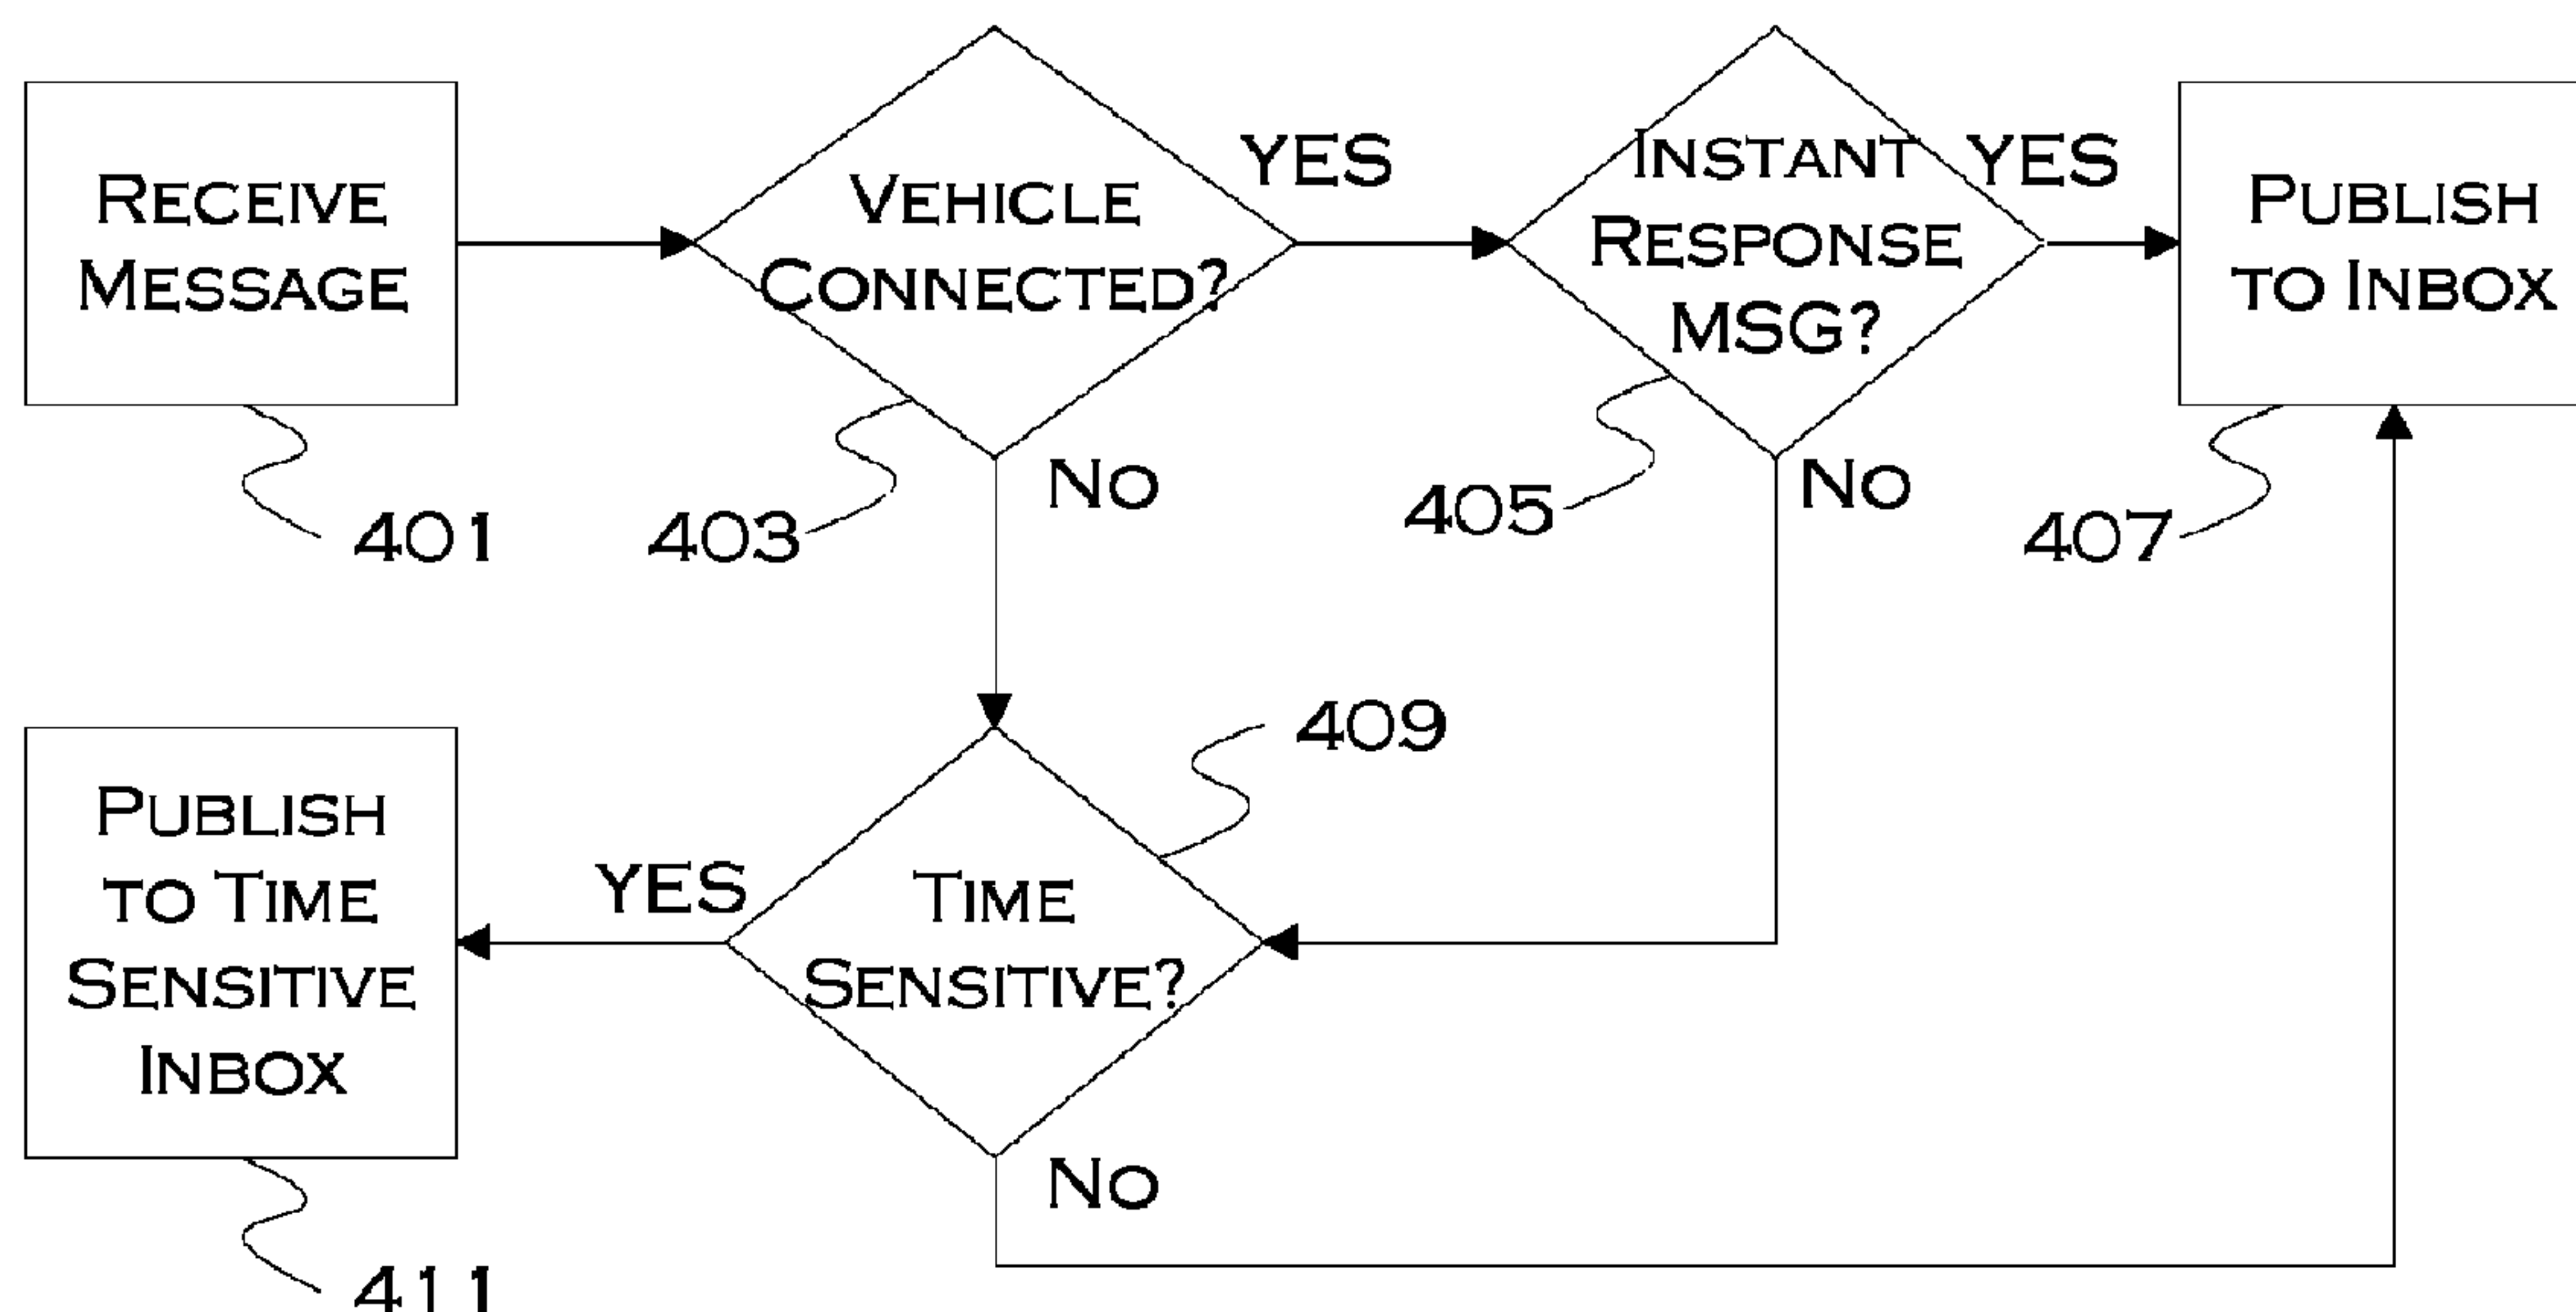 RECEIVE
MESSAGE
VEHICLE
CONNECTED?
YES
INSTANT
RESPONSE
MSG?
YES
PUBLISH
TO INBOX
401
403
NO
405
NO
407
PUBLISH
TO TIME
SENSITIVE
INBOX
YES
TIME
SENSITIVE?
409
NO
411